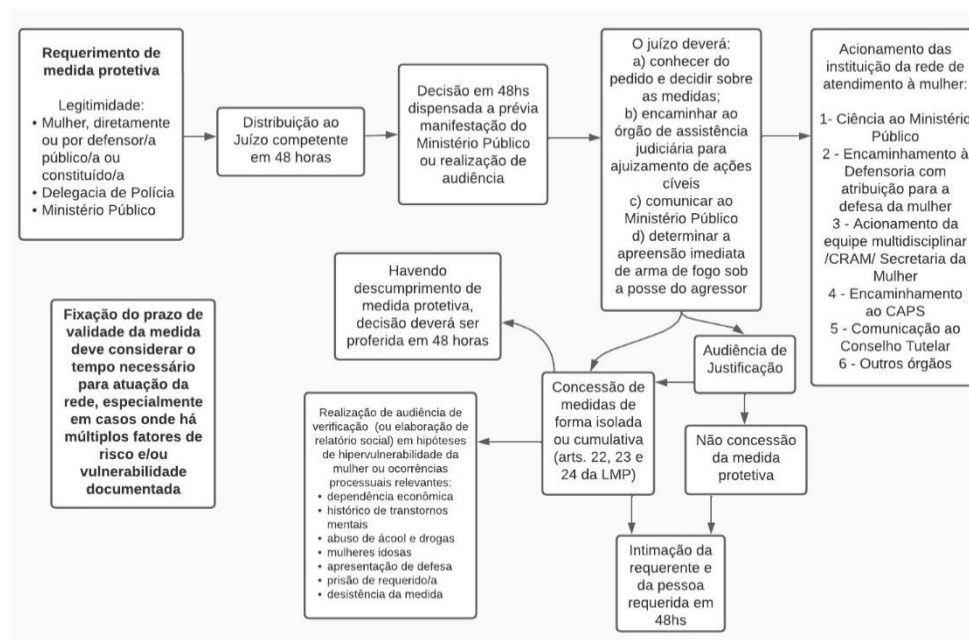 Requerimento de
medida protetiva
Legitimidade:
• Mulher, diretamente
ou por defensor/a
público/a ou
constituído/a
• Delegacia de Polícia
• Ministério Público
Distribuição ao
Juízo competente
em 48 horas
Decisão em 48hs
dispensada a prévia
manifestação do
Ministério Público
ou realização de
audiência
O juízo deverá:
a) conhecer do
pedido e decidir sobre
as medidas;
b) encaminhar ao
órgão de assistência
judiciária para
ajuizamento de ações
cíveis
c) comunicar ao
Ministério Público
d) determinar a
apreensão imediata
de arma de fogo sob
a posse do agressor
Acionamento das
instituição da rede de
atendimento à mulher:
1- Ciência ao Ministério
Público
2 - Encaminhamento à
Defensoria com
atribuição para a
defesa da mulher
3 - Acionamento da
equipe multidisciplinar
/CRAM/ Secretaria da
Mulher
4 - Encaminhamento
ao CAPS
5 - Comunicação ao
Conselho Tutelar
6 - Outros órgãos
Fixação do prazo de
validade da medida
deve considerar o
tempo necessário
para atuação da
rede, especialmente
em casos onde há
múltiplos fatores de
risco e/ou
vulnerabilidade
documentada
Havendo
descumprimento de
medida protetiva,
decisão deverá ser
proferida em 48 horas
Audiência de
Justificação
Concessão de
medidas de
forma isolada
ou cumulativa
(arts. 22, 23 e
24 da LMP)
Não concessão
da medida
protetiva
Realização de audiência de
verificação (ou elaboração de
relatório social) em hipóteses
de hipervulnerabilidade da
mulher ou ocorrências
processuais relevantes:
• dependência econômica
• histórico de transtornos
mentais
• abuso de ácool e drogas
• mulheres idosas
• apresentação de defesa
• prisão de requerido/a
• desistência da medida
Intimação da
requerente e
da pessoa
requerida em
48hs